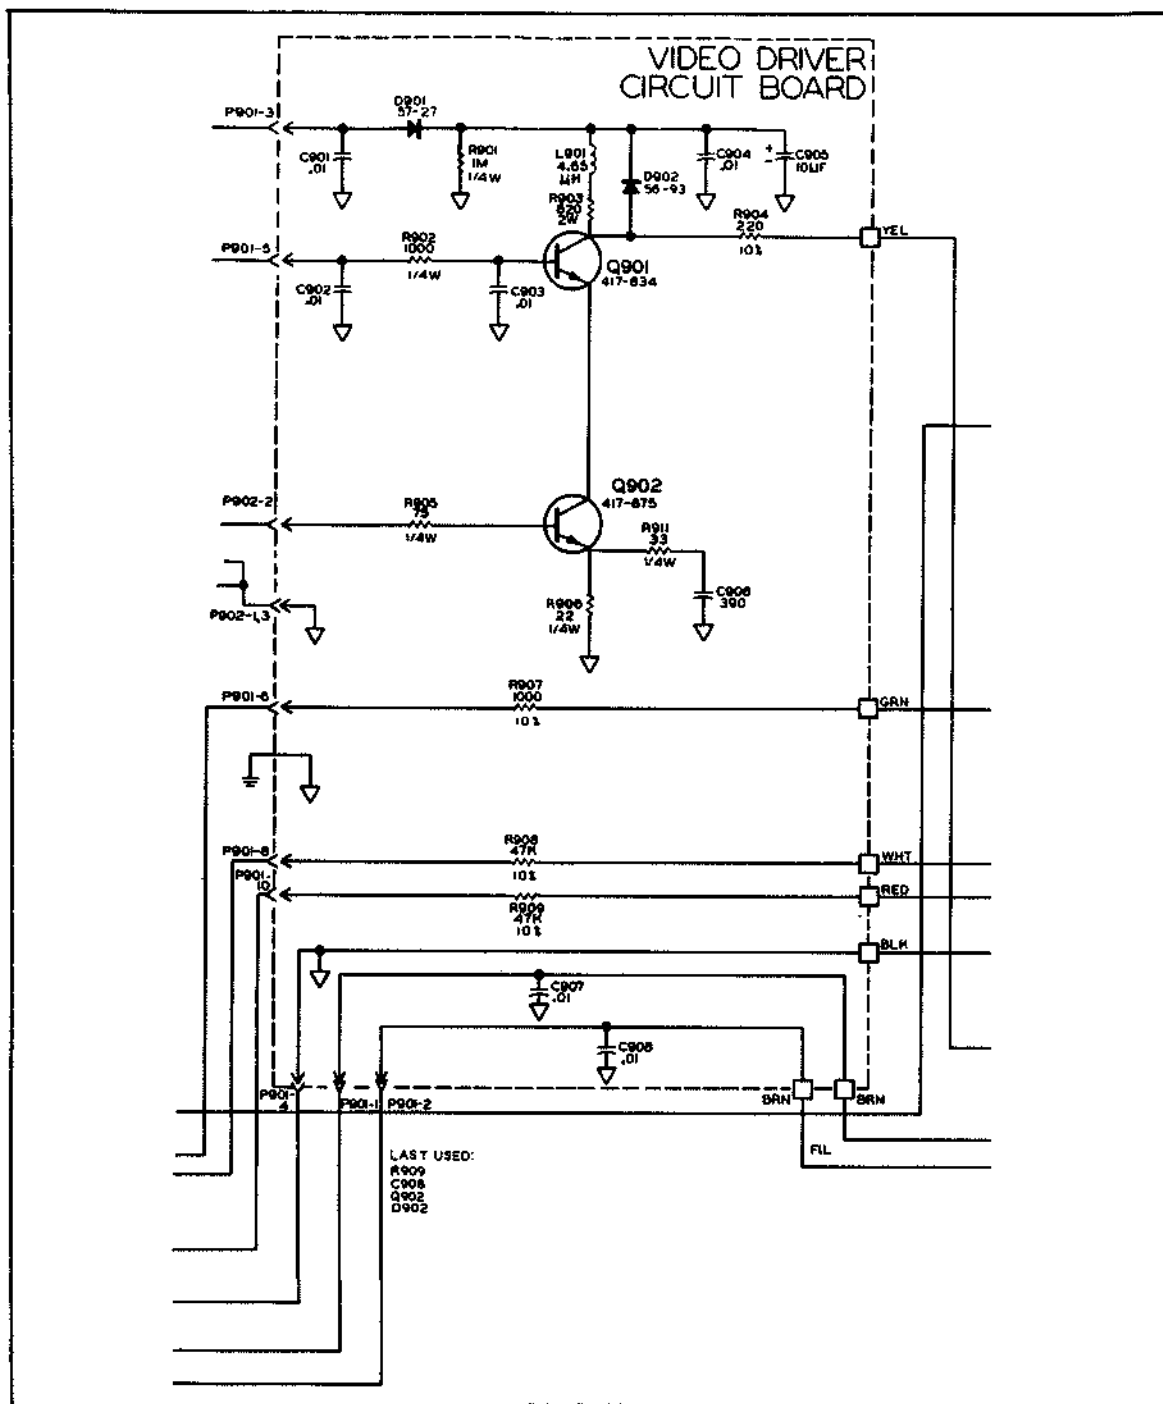 VIDEO DRIVER
CIRCUIT BOARD
P901-3
D901
57-27
C901
.01
R901
1M
1/4W
L901
4.65
μH
R903
820
2W
D902
56-93
C904
.01
+
-
C905
10UF
R904
220
10%
YEL
P901-5
R902
1000
1/4W
C902
.01
C903
.01
Q901
417-834
P902-2
R905
75
1/4W
Q902
417-875
R911
33
1/4W
C906
390
R906
22
1/4W
P902-1,3
P901-6
R907
1000
10%
GRN
P901-8
R908
47K
10%
WHT
P901-
10
R909
47K
10%
RED
BLK
C907
.01
C908
.01
P901-
4
P901-1
P901-2
BRN
BRN
FIL
LAST USED:
R909
C908
Q902
D902